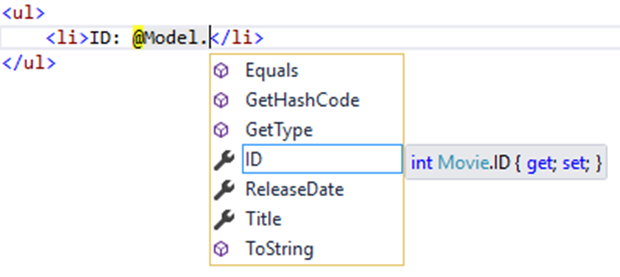 <ul>
<li>ID: @Model.</li>
</ul>
Equals
GetHashCode
GetType
ID
int Movie.ID { get; set; }
ReleaseDate
Title
ToString